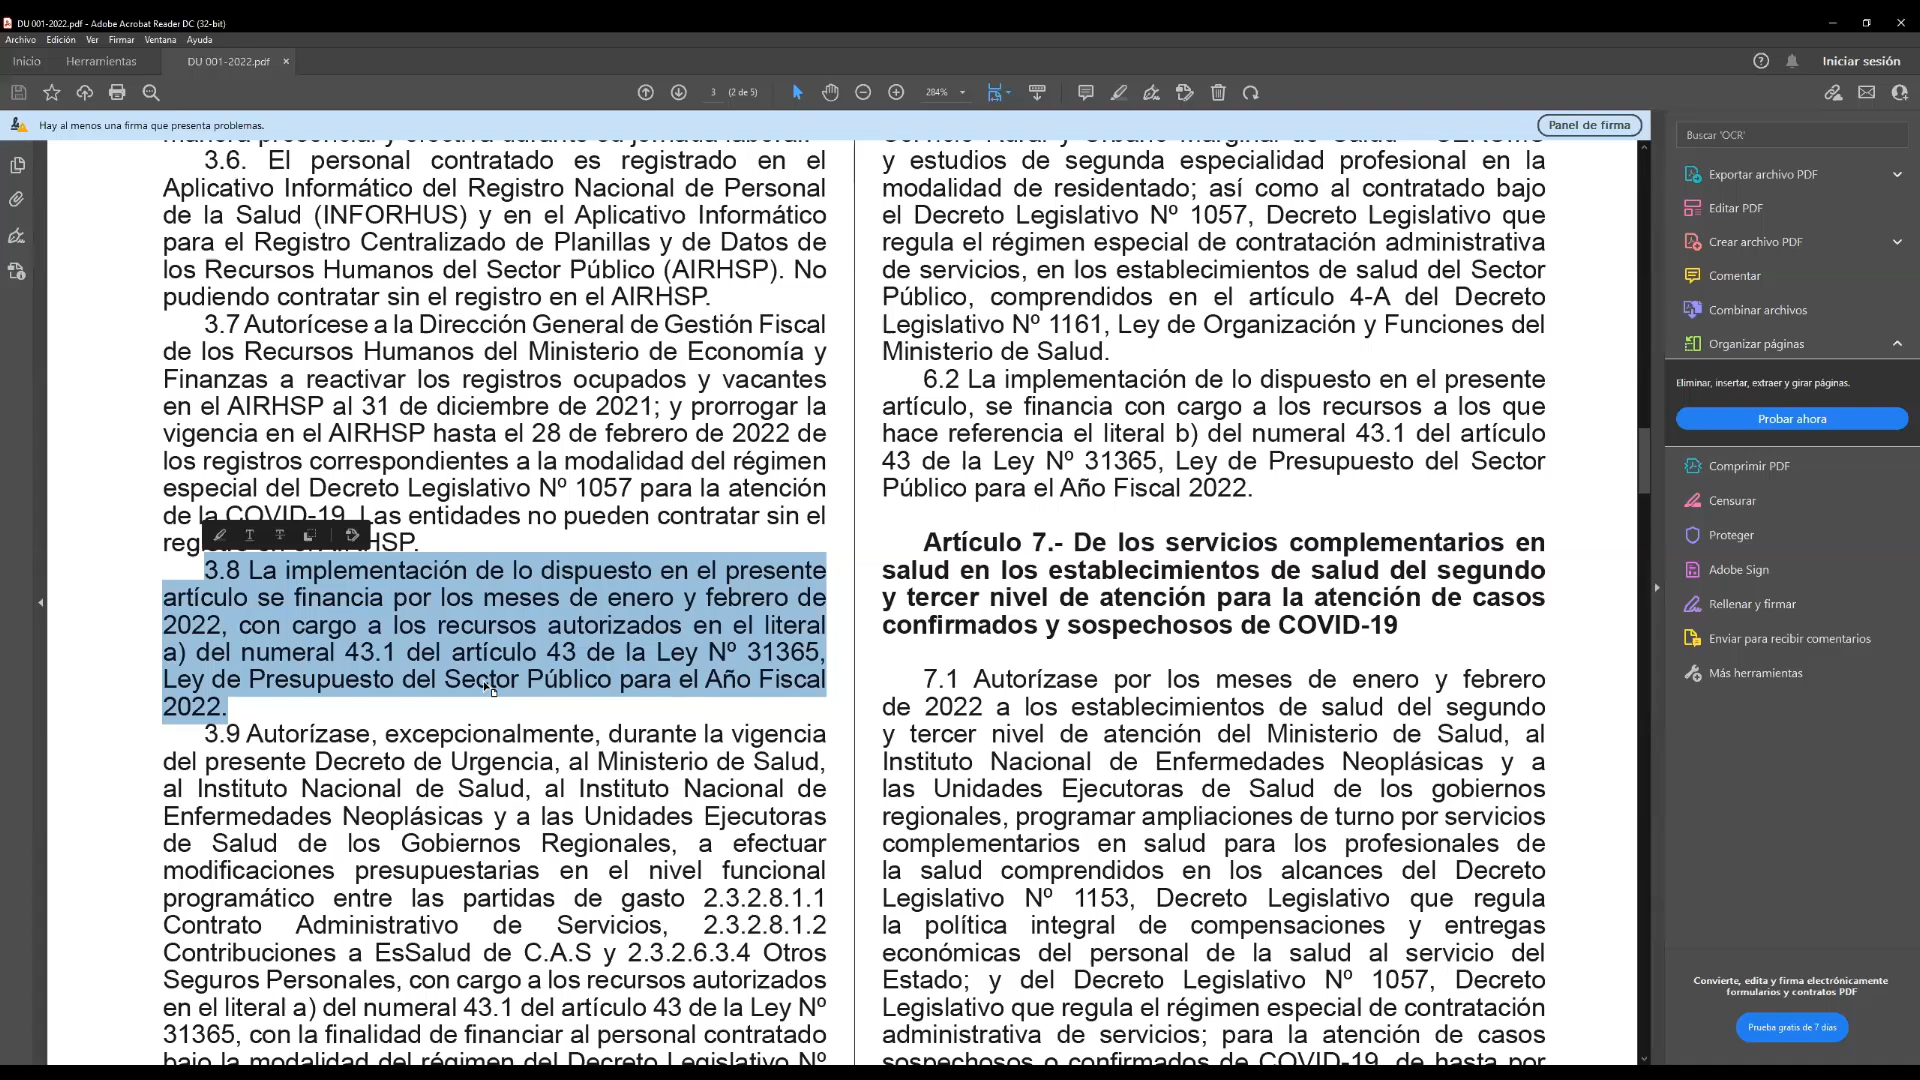 DU 001-2022.pdf - Adobe Acrobat Reader DC (32-bit)
Archivo Edición Ver Firmar Ventana Ayuda
Inicio Herramientas DU 001-2022.pdf × Iniciar sesión
3 (2 de 5) 284%
Hay al menos una firma que presenta problemas. Panel de firma
3.6. El personal contratado es registrado en el
Aplicativo Informático del Registro Nacional de Personal
de la Salud (INFORHUS) y en el Aplicativo Informático
para el Registro Centralizado de Planillas y de Datos de
los Recursos Humanos del Sector Público (AIRHSP). No
pudiendo contratar sin el registro en el AIRHSP.
3.7 Autorícese a la Dirección General de Gestión Fiscal
de los Recursos Humanos del Ministerio de Economía y
Finanzas a reactivar los registros ocupados y vacantes
en el AIRHSP al 31 de diciembre de 2021; y prorrogar la
vigencia en el AIRHSP hasta el 28 de febrero de 2022 de
los registros correspondientes a la modalidad del régimen
especial del Decreto Legislativo Nº 1057 para la atención
de la COVID-19. Las entidades no pueden contratar sin el
registro en el AIRHSP.
3.8 La implementación de lo dispuesto en el presente
artículo se financia por los meses de enero y febrero de
2022, con cargo a los recursos autorizados en el literal
a) del numeral 43.1 del artículo 43 de la Ley Nº 31365,
Ley de Presupuesto del Sector Público para el Año Fiscal
2022.
3.9 Autorízase, excepcionalmente, durante la vigencia
del presente Decreto de Urgencia, al Ministerio de Salud,
al Instituto Nacional de Salud, al Instituto Nacional de
Enfermedades Neoplásicas y a las Unidades Ejecutoras
de Salud de los Gobiernos Regionales, a efectuar
modificaciones presupuestarias en el nivel funcional
programático entre las partidas de gasto 2.3.2.8.1.1
Contrato Administrativo de Servicios, 2.3.2.8.1.2
Contribuciones a EsSalud de C.A.S y 2.3.2.6.3.4 Otros
Seguros Personales, con cargo a los recursos autorizados
en el literal a) del numeral 43.1 del artículo 43 de la Ley Nº
31365, con la finalidad de financiar al personal contratado
bajo la modalidad del régimen del Decreto Legislativo Nº
y estudios de segunda especialidad profesional en la
modalidad de residentado; así como al contratado bajo
el Decreto Legislativo Nº 1057, Decreto Legislativo que
regula el régimen especial de contratación administrativa
de servicios, en los establecimientos de salud del Sector
Público, comprendidos en el artículo 4-A del Decreto
Legislativo Nº 1161, Ley de Organización y Funciones del
Ministerio de Salud.
6.2 La implementación de lo dispuesto en el presente
artículo, se financia con cargo a los recursos a los que
hace referencia el literal b) del numeral 43.1 del artículo
43 de la Ley Nº 31365, Ley de Presupuesto del Sector
Público para el Año Fiscal 2022.
Artículo 7.- De los servicios complementarios en
salud en los establecimientos de salud del segundo
y tercer nivel de atención para la atención de casos
confirmados y sospechosos de COVID-19
7.1 Autorízase por los meses de enero y febrero
de 2022 a los establecimientos de salud del segundo
y tercer nivel de atención del Ministerio de Salud, al
Instituto Nacional de Enfermedades Neoplásicas y a
las Unidades Ejecutoras de Salud de los gobiernos
regionales, programar ampliaciones de turno por servicios
complementarios en salud para los profesionales de
la salud comprendidos en los alcances del Decreto
Legislativo Nº 1153, Decreto Legislativo que regula
la política integral de compensaciones y entregas
económicas del personal de la salud al servicio del
Estado; y del Decreto Legislativo Nº 1057, Decreto
Legislativo que regula el régimen especial de contratación
administrativa de servicios; para la atención de casos
sospechosos o confirmados de COVID-19, de hasta por
Buscar 'OCR'
Exportar archivo PDF
Editar PDF
Crear archivo PDF
Comentar
Combinar archivos
Organizar páginas
Eliminar, insertar, extraer y girar páginas.
Probar ahora
Comprimir PDF
Censurar
Proteger
Adobe Sign
Rellenar y firmar
Enviar para recibir comentarios
Más herramientas
Convierte, edita y firma electrónicamente
formularios y contratos PDF
Prueba gratis de 7 días